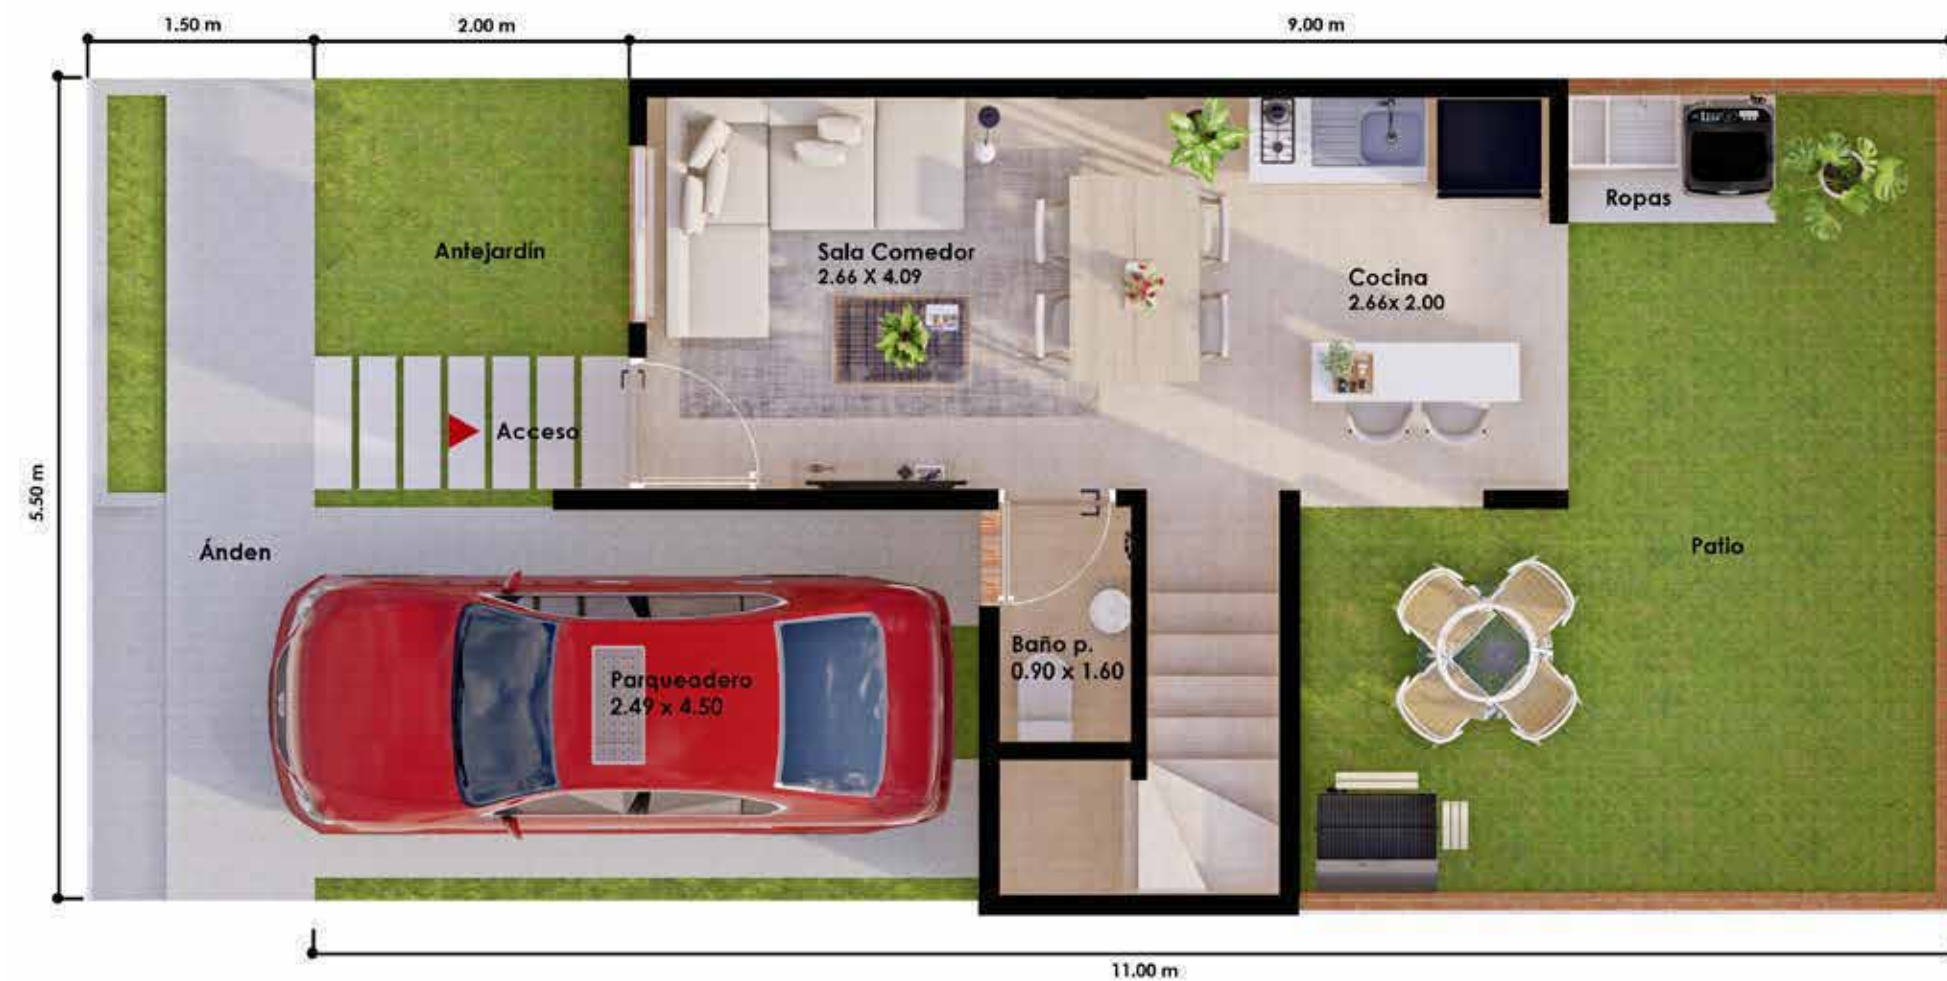 1.50 m
2.00 m
9.00 m
5.50 m
Antejardín
Acceso
Ánden
Sala Comedor
2.66 X 4.09
Cocina
2.66x 2.00
Ropas
Patio
Baño p.
0.90 x 1.60
Parqueadero
2.49 x 4.50
11.00 m